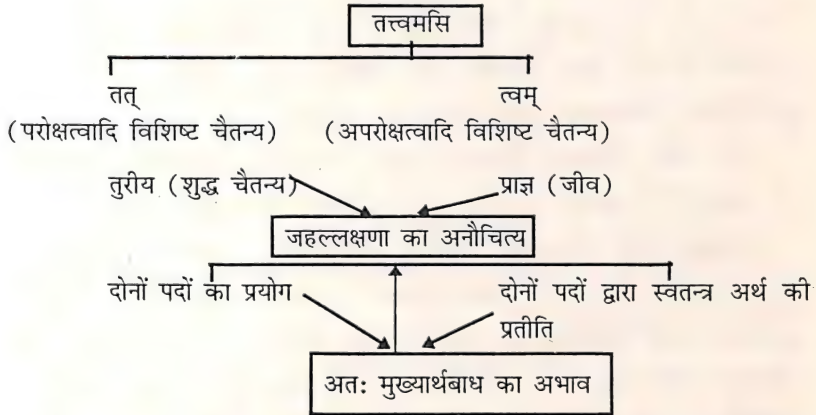 तत्त्वमसि
तत्
त्वम्
(परोक्षत्वादि विशिष्ट चैतन्य)
(अपरोक्षत्वादि विशिष्ट चैतन्य)
तुरीय (शुद्ध चैतन्य)
प्राज्ञ (जीव)
जहल्लक्षणा का अनौचित्य
दोनों पदों का प्रयोग
दोनों पदों द्वारा स्वतन्त्र अर्थ की
प्रतीति
अत: मुख्यार्थबाध का अभाव